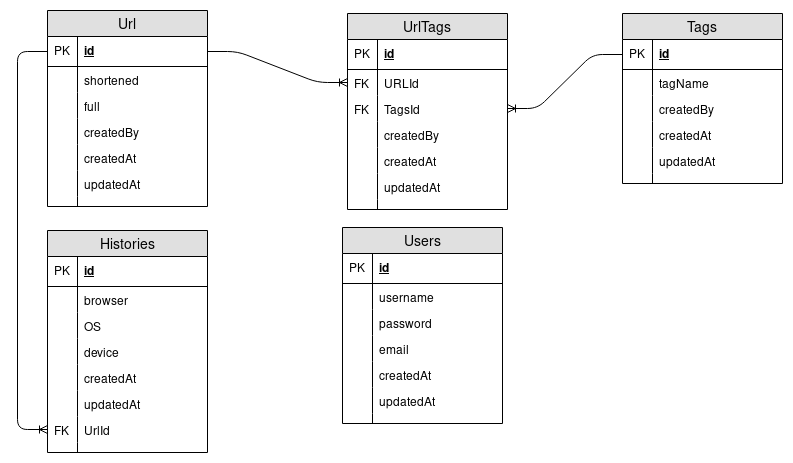 Url
PK id
shortened
full
createdBy
createdAt
updatedAt
UrlTags
PK id
FK URLId
FK TagsId
createdBy
createdAt
updatedAt
Tags
PK id
tagName
createdBy
createdAt
updatedAt
Histories
PK id
browser
OS
device
createdAt
updatedAt
FK UrlId
Users
PK id
username
password
email
createdAt
updatedAt